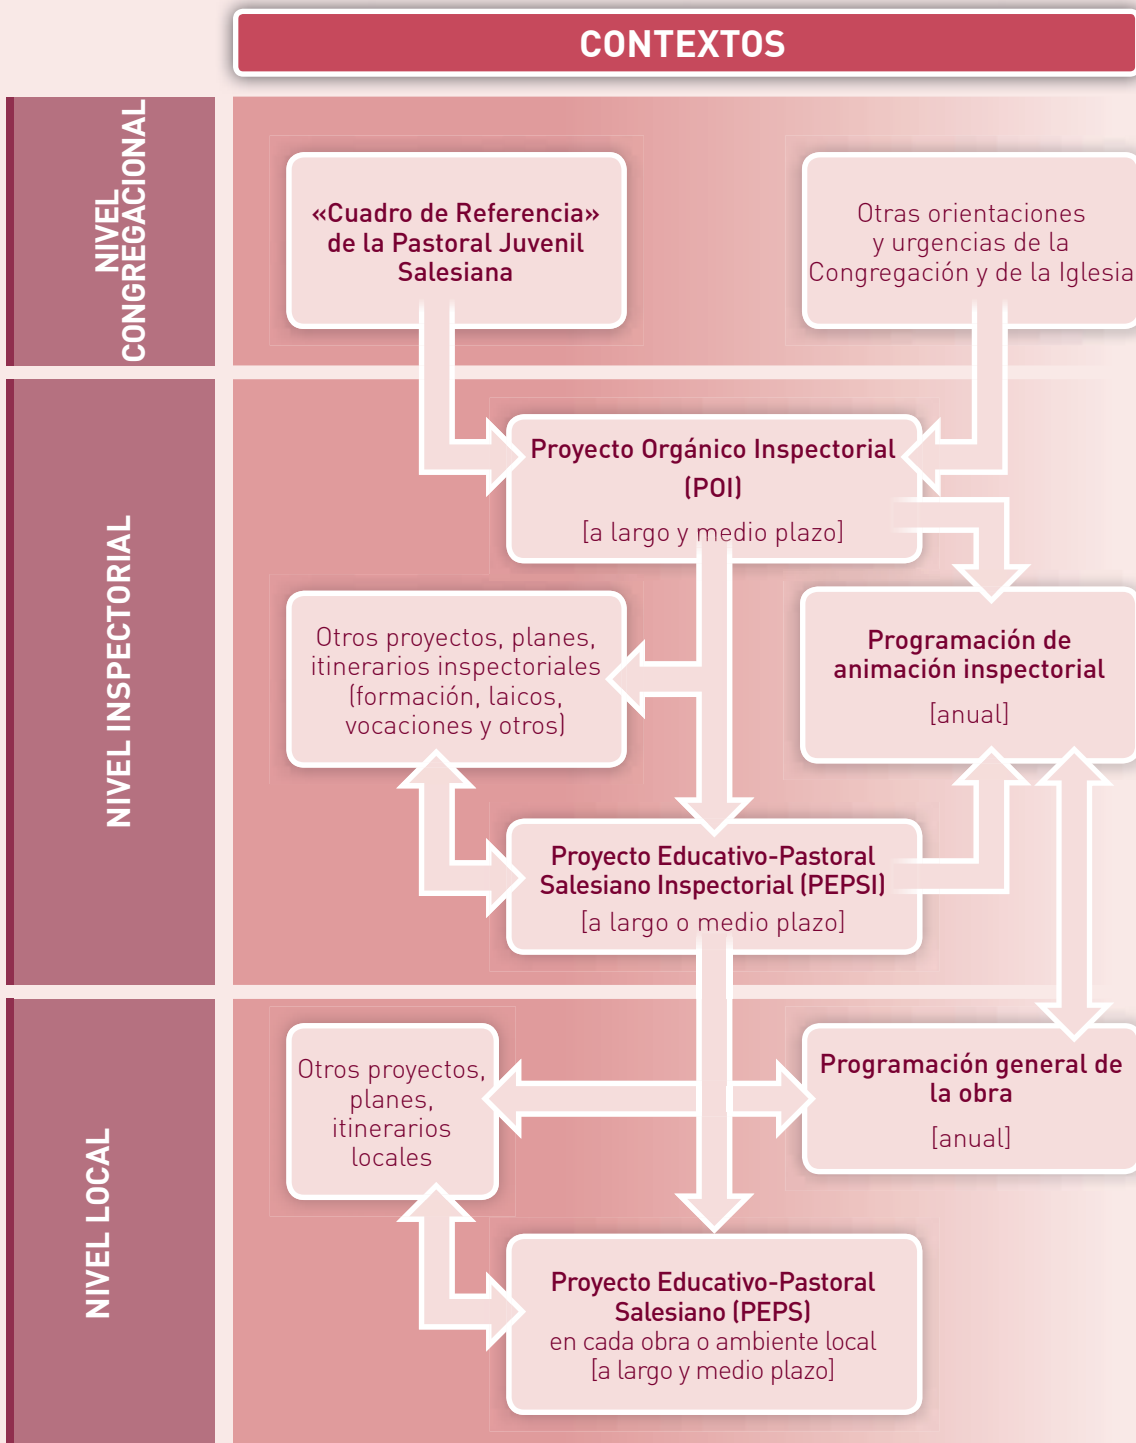 CONTEXTOS
NIVEL
CONGREGACIONAL
«Cuadro de Referencia»
de la Pastoral Juvenil
Salesiana
Otras orientaciones
y urgencias de la
Congregación y de la Iglesia
NIVEL INSPECTORIAL
Proyecto Orgánico Inspectorial
(POI)
[a largo y medio plazo]
Otros proyectos, planes,
itinerarios inspectoriales
(formación, laicos,
vocaciones y otros)
Programación de
animación inspectorial
[anual]
Proyecto Educativo-Pastoral
Salesiano Inspectorial (PEPSI)
[a largo o medio plazo]
NIVEL LOCAL
Otros proyectos,
planes,
itinerarios
locales
Programación general de
la obra
[anual]
Proyecto Educativo-Pastoral
Salesiano (PEPS)
en cada obra o ambiente local
[a largo y medio plazo]